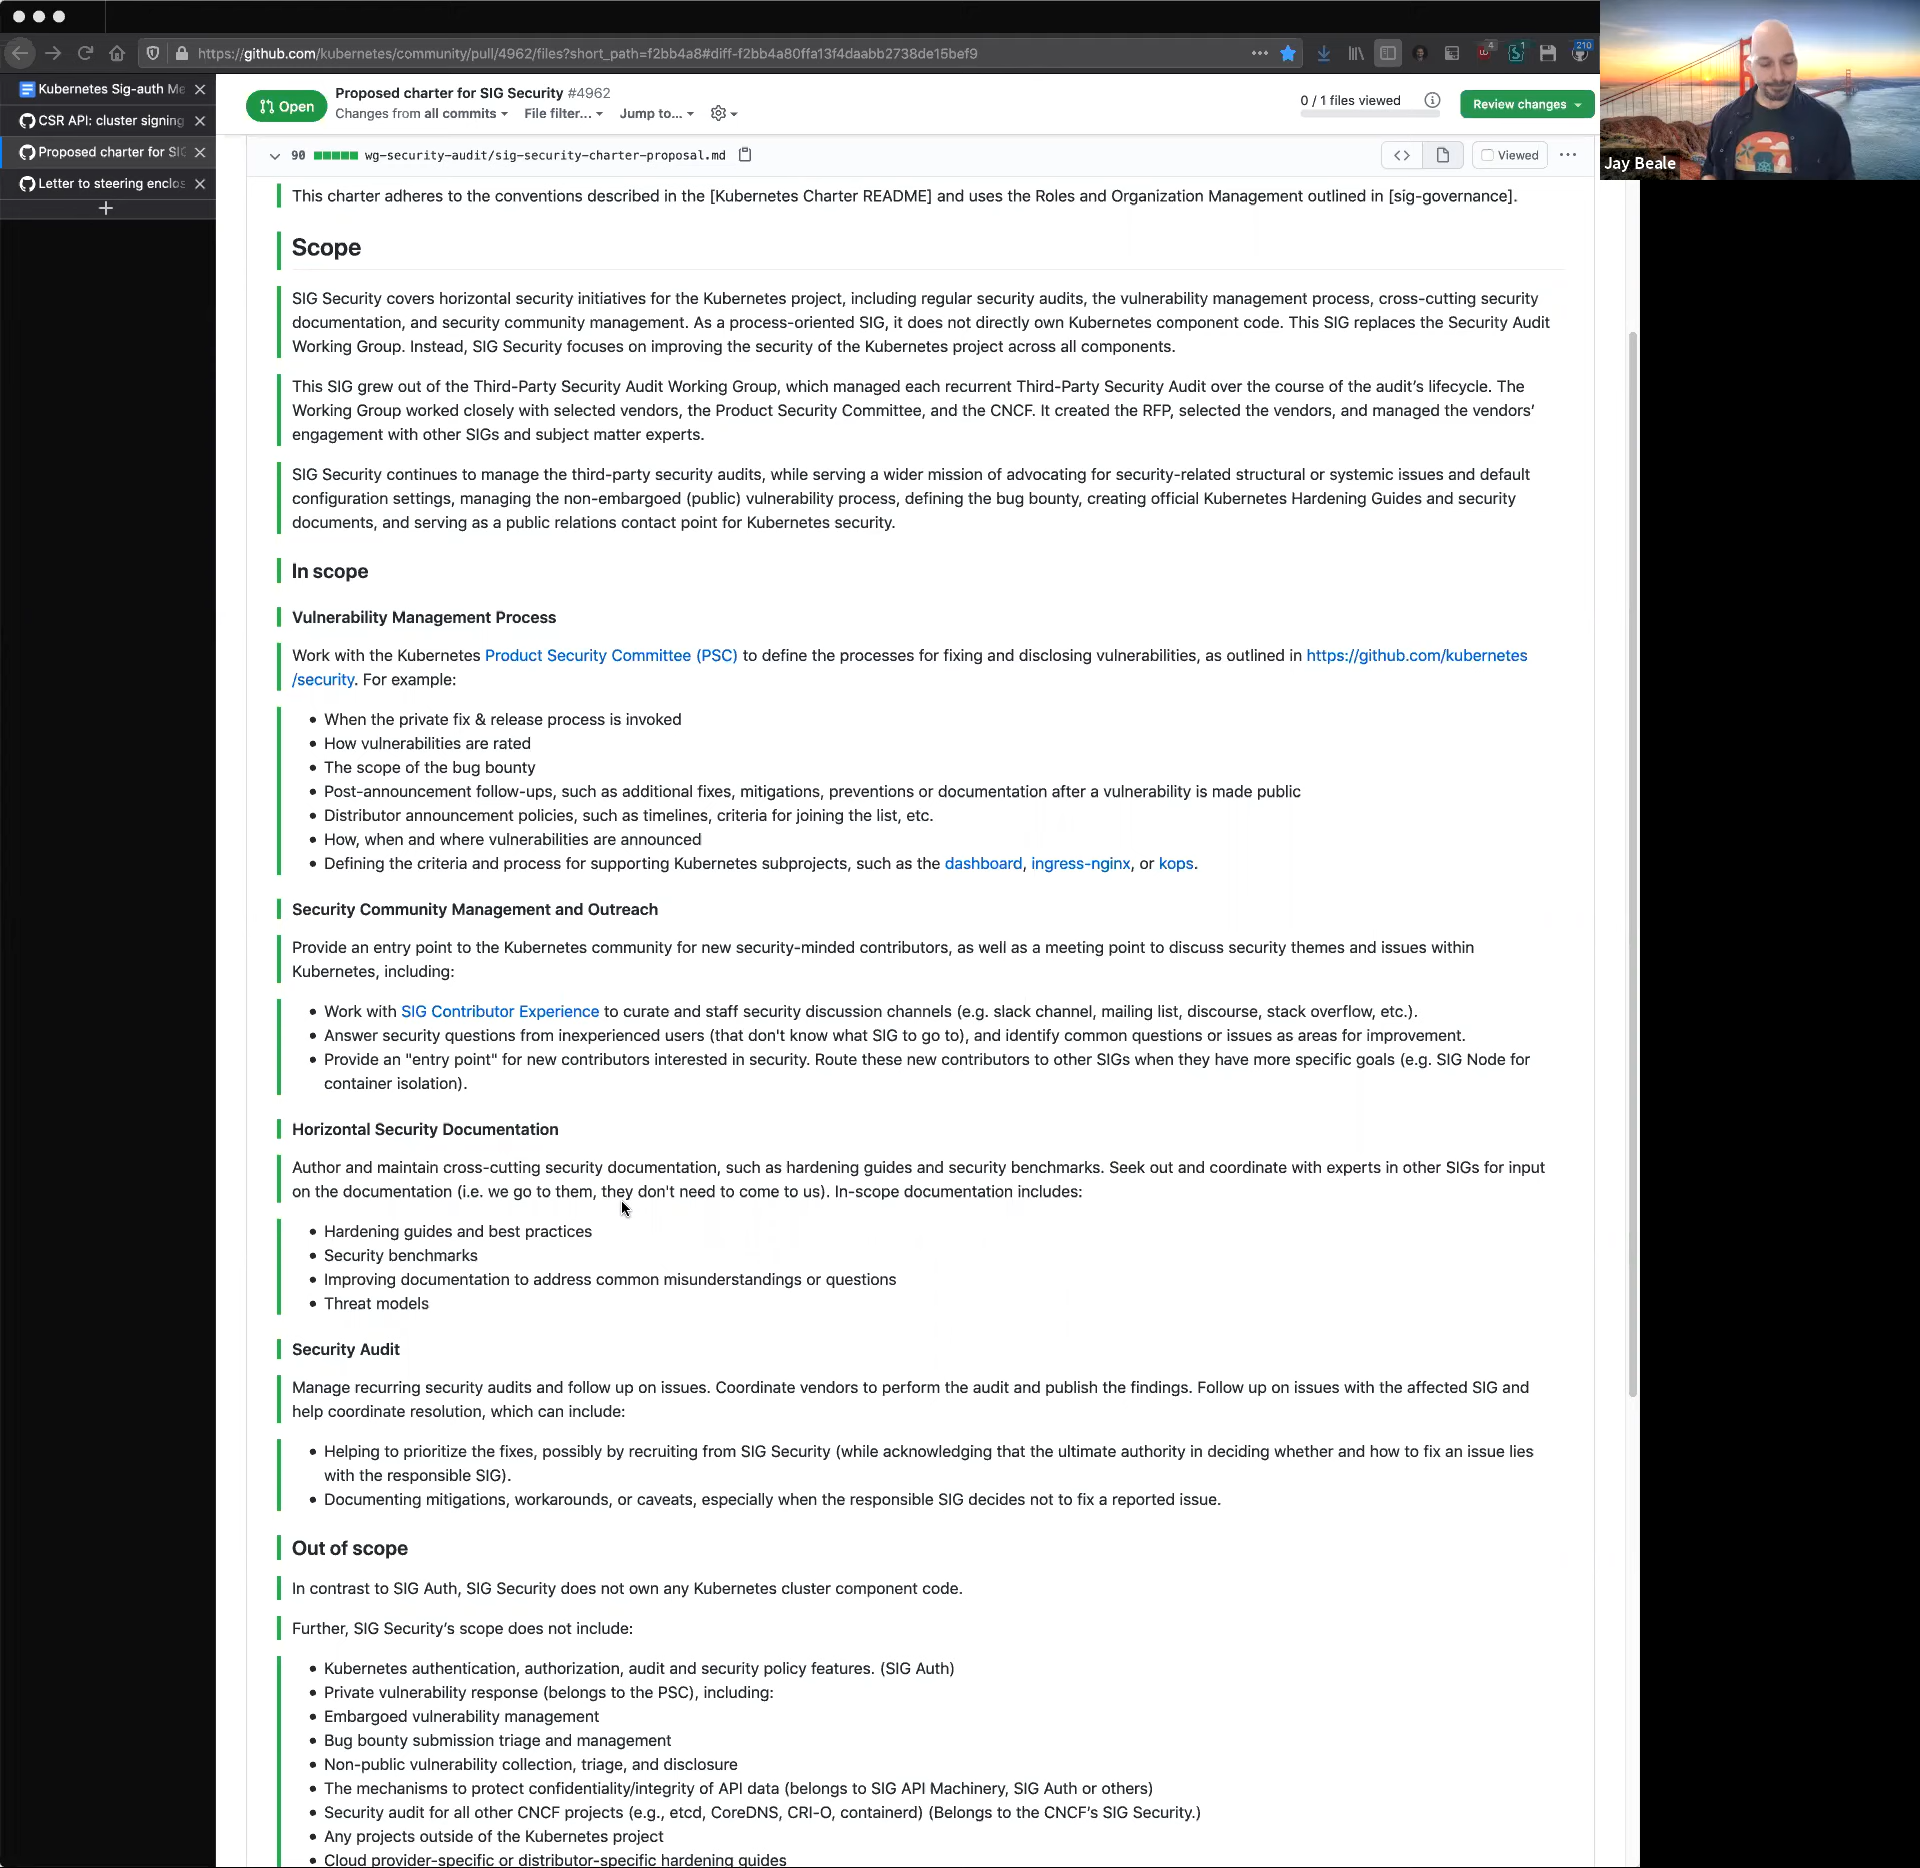 https://github.com/kubernetes/community/pull/4962/files?short_path=f2bb4a8#diff-f2bb4a80ffa13f4daabb2738de15bef9
4
1
210
Kubernetes Sig-auth Me
CSR API: cluster signing
Proposed charter for SIG
Letter to steering enclos
Open
Proposed charter for SIG Security #4962
Changes from all commits
File filter...
Jump to...
0 / 1 files viewed
Review changes
Jay Beale
90
wg-security-audit/sig-security-charter-proposal.md
Viewed
This charter adheres to the conventions described in the [Kubernetes Charter README] and uses the Roles and Organization Management outlined in [sig-governance].
Scope
SIG Security covers horizontal security initiatives for the Kubernetes project, including regular security audits, the vulnerability management process, cross-cutting security
documentation, and security community management. As a process-oriented SIG, it does not directly own Kubernetes component code. This SIG replaces the Security Audit
Working Group. Instead, SIG Security focuses on improving the security of the Kubernetes project across all components.
This SIG grew out of the Third-Party Security Audit Working Group, which managed each recurrent Third-Party Security Audit over the course of the audit's lifecycle. The
Working Group worked closely with selected vendors, the Product Security Committee, and the CNCF. It created the RFP, selected the vendors, and managed the vendors'
engagement with other SIGs and subject matter experts.
SIG Security continues to manage the third-party security audits, while serving a wider mission of advocating for security-related structural or systemic issues and default
configuration settings, managing the non-embargoed (public) vulnerability process, defining the bug bounty, creating official Kubernetes Hardening Guides and security
documents, and serving as a public relations contact point for Kubernetes security.
In scope
Vulnerability Management Process
Work with the Kubernetes Product Security Committee (PSC) to define the processes for fixing and disclosing vulnerabilities, as outlined in https://github.com/kubernetes
/security. For example:
• When the private fix & release process is invoked
• How vulnerabilities are rated
• The scope of the bug bounty
• Post-announcement follow-ups, such as additional fixes, mitigations, preventions or documentation after a vulnerability is made public
• Distributor announcement policies, such as timelines, criteria for joining the list, etc.
• How, when and where vulnerabilities are announced
• Defining the criteria and process for supporting Kubernetes subprojects, such as the dashboard, ingress-nginx, or kops.
Security Community Management and Outreach
Provide an entry point to the Kubernetes community for new security-minded contributors, as well as a meeting point to discuss security themes and issues within
Kubernetes, including:
• Work with SIG Contributor Experience to curate and staff security discussion channels (e.g. slack channel, mailing list, discourse, stack overflow, etc.).
• Answer security questions from inexperienced users (that don't know what SIG to go to), and identify common questions or issues as areas for improvement.
• Provide an "entry point" for new contributors interested in security. Route these new contributors to other SIGs when they have more specific goals (e.g. SIG Node for
container isolation).
Horizontal Security Documentation
Author and maintain cross-cutting security documentation, such as hardening guides and security benchmarks. Seek out and coordinate with experts in other SIGs for input
on the documentation (i.e. we go to them, they don't need to come to us). In-scope documentation includes:
• Hardening guides and best practices
• Security benchmarks
• Improving documentation to address common misunderstandings or questions
• Threat models
Security Audit
Manage recurring security audits and follow up on issues. Coordinate vendors to perform the audit and publish the findings. Follow up on issues with the affected SIG and
help coordinate resolution, which can include:
• Helping to prioritize the fixes, possibly by recruiting from SIG Security (while acknowledging that the ultimate authority in deciding whether and how to fix an issue lies
with the responsible SIG).
• Documenting mitigations, workarounds, or caveats, especially when the responsible SIG decides not to fix a reported issue.
Out of scope
In contrast to SIG Auth, SIG Security does not own any Kubernetes cluster component code.
Further, SIG Security's scope does not include:
• Kubernetes authentication, authorization, audit and security policy features. (SIG Auth)
• Private vulnerability response (belongs to the PSC), including:
• Embargoed vulnerability management
• Bug bounty submission triage and management
• Non-public vulnerability collection, triage, and disclosure
• The mechanisms to protect confidentiality/integrity of API data (belongs to SIG API Machinery, SIG Auth or others)
• Security audit for all other CNCF projects (e.g., etcd, CoreDNS, CRI-O, containerd) (Belongs to the CNCF's SIG Security.)
• Any projects outside of the Kubernetes project
• Cloud provider-specific or distributor-specific hardening guides